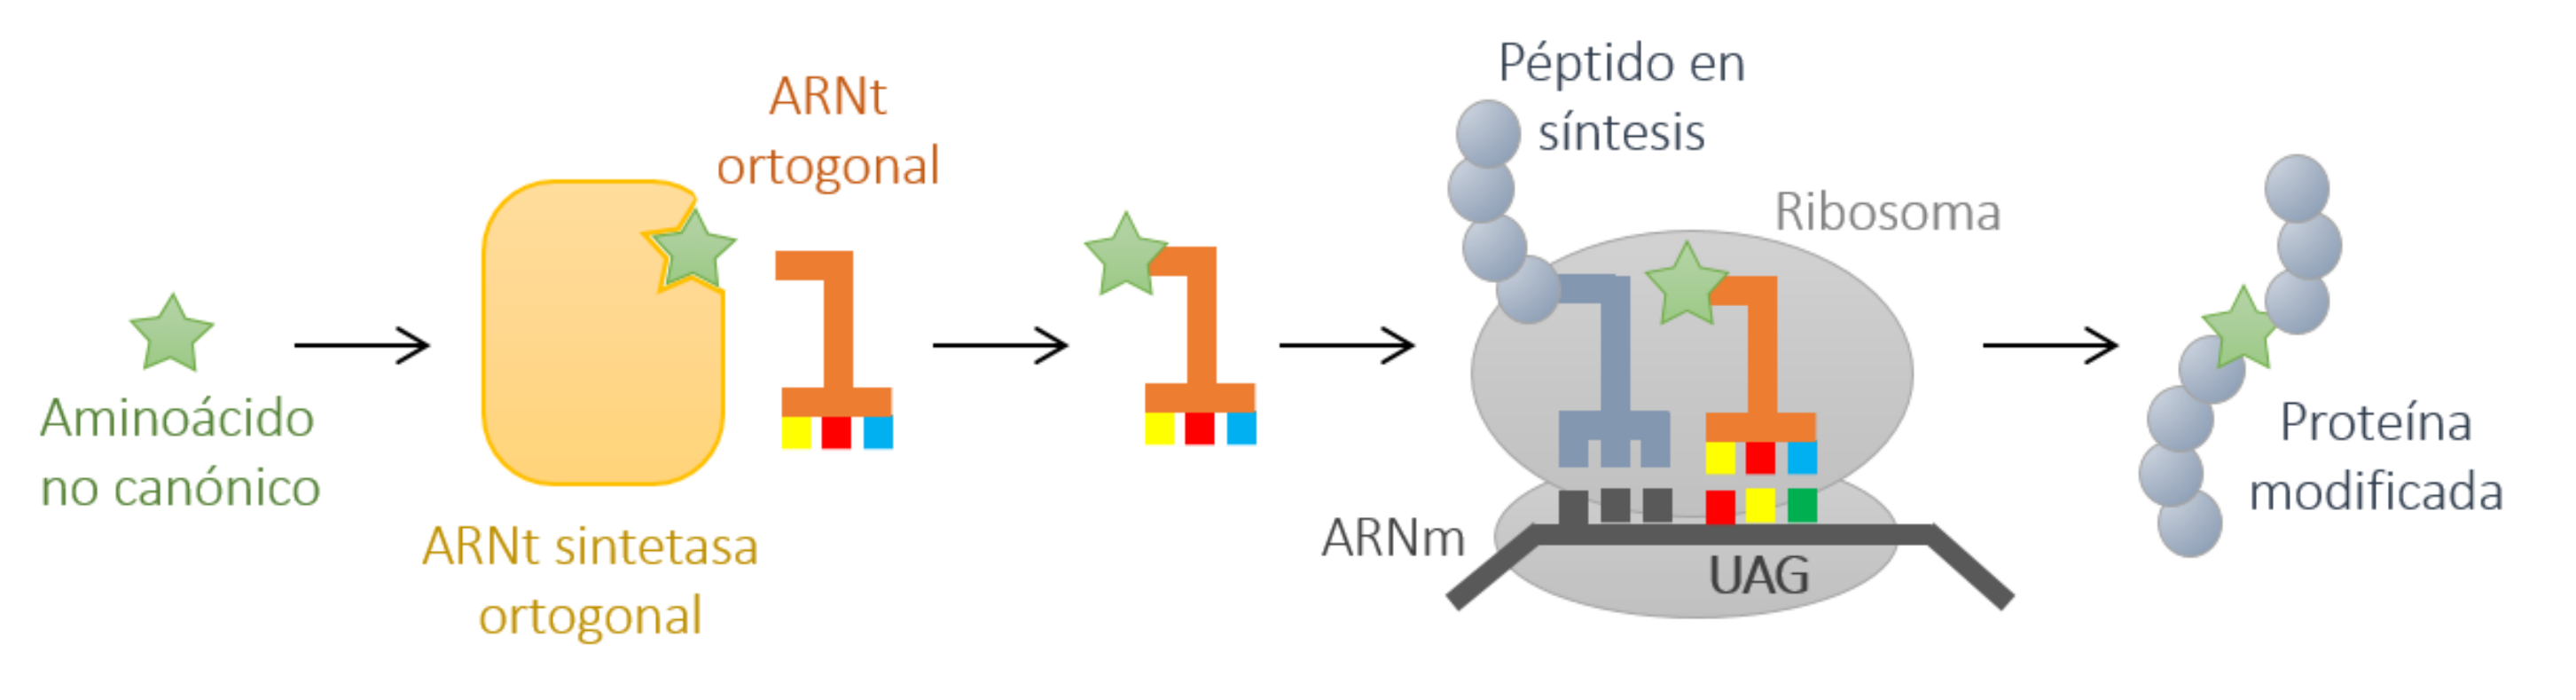 Aminoácido
no canónico
ARNt sintetasa
ortogonal
ARNt
ortogonal
Péptido en
síntesis
Ribosoma
ARNm
UAG
Proteína
modificada